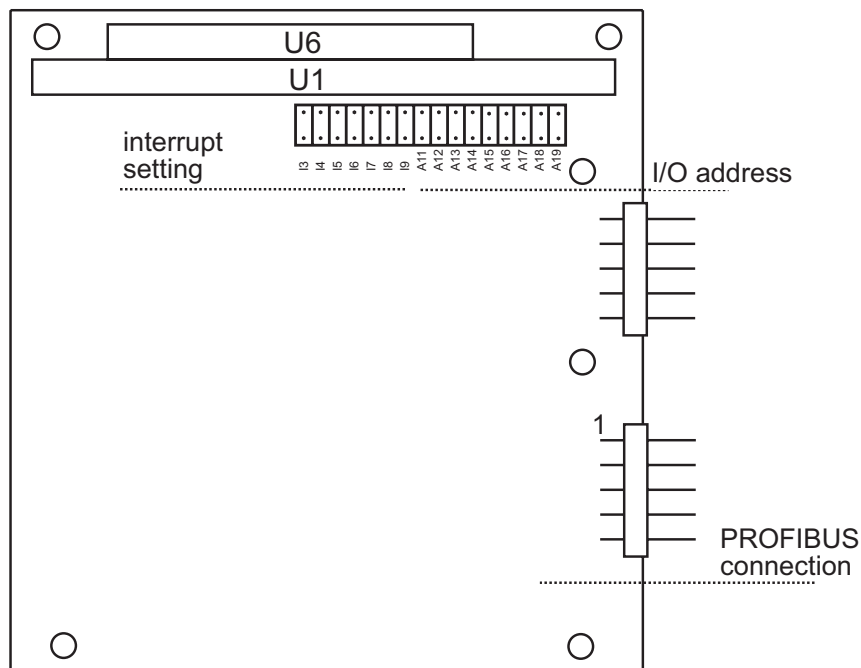 U6
U1
interrupt
setting
I3 I4 I5 I6 I7 I8 I9 A11 A12 A13 A14 A15 A16 A17 A18 A19
I/O address
1
PROFIBUS
connection